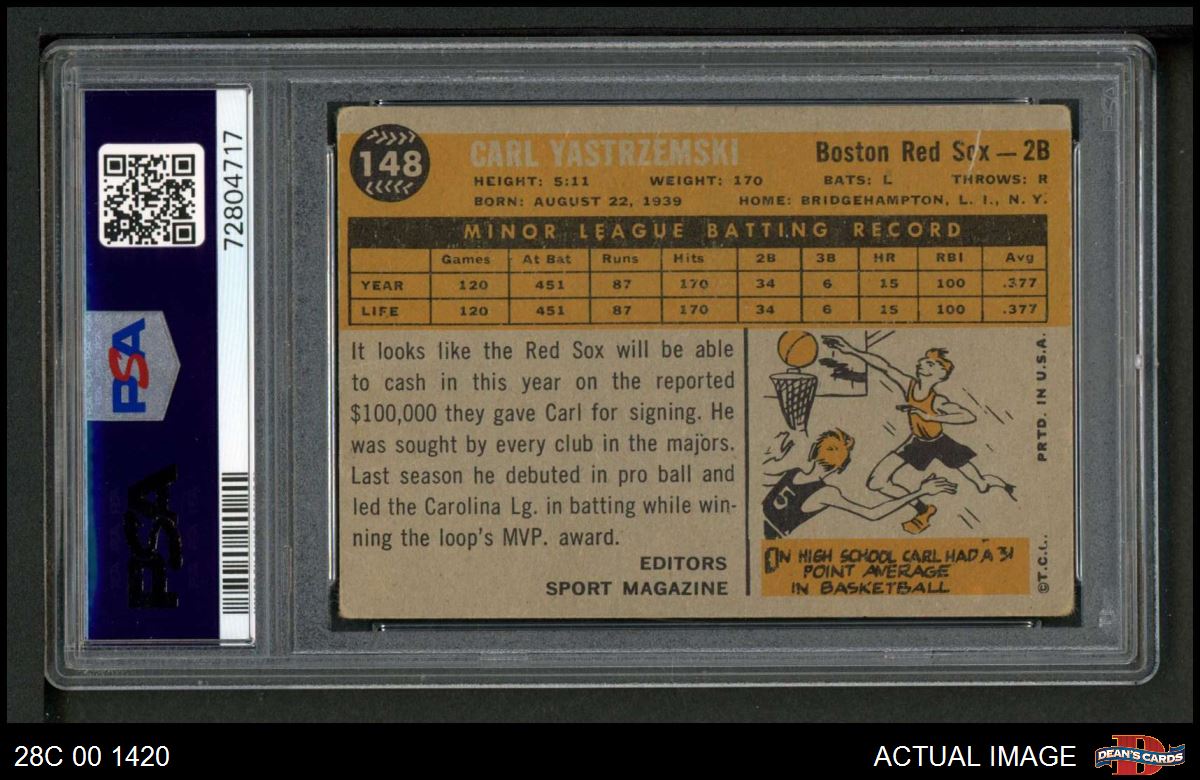 148
CARL YASTRZEMSKI
Boston Red Sox — 2B
HEIGHT: 5:11 WEIGHT: 170 BATS: L THROWS: R
BORN: AUGUST 22, 1939 HOME: BRIDGEHAMPTON, L. I., N. Y.
MINOR LEAGUE BATTING RECORD
Games At Bat Runs Hits 2B 3B HR RBI Avg
YEAR 120 451 87 170 34 6 15 100 .377
LIFE 120 451 87 170 34 6 15 100 .377
It looks like the Red Sox will be able
to cash in this year on the reported
$100,000 they gave Carl for signing. He
was sought by every club in the majors.
Last season he debuted in pro ball and
led the Carolina Lg. in batting while win-
ning the loop's MVP. award.
EDITORS
SPORT MAGAZINE
5
IN HIGH SCHOOL CARL HAD A 31
POINT AVERAGE
IN BASKETBALL
PRTD. IN U.S.A.
© T.C.G.
72804717
PSA
PSA
28C 00 1420
ACTUAL IMAGE
D
DEAN'S CARDS